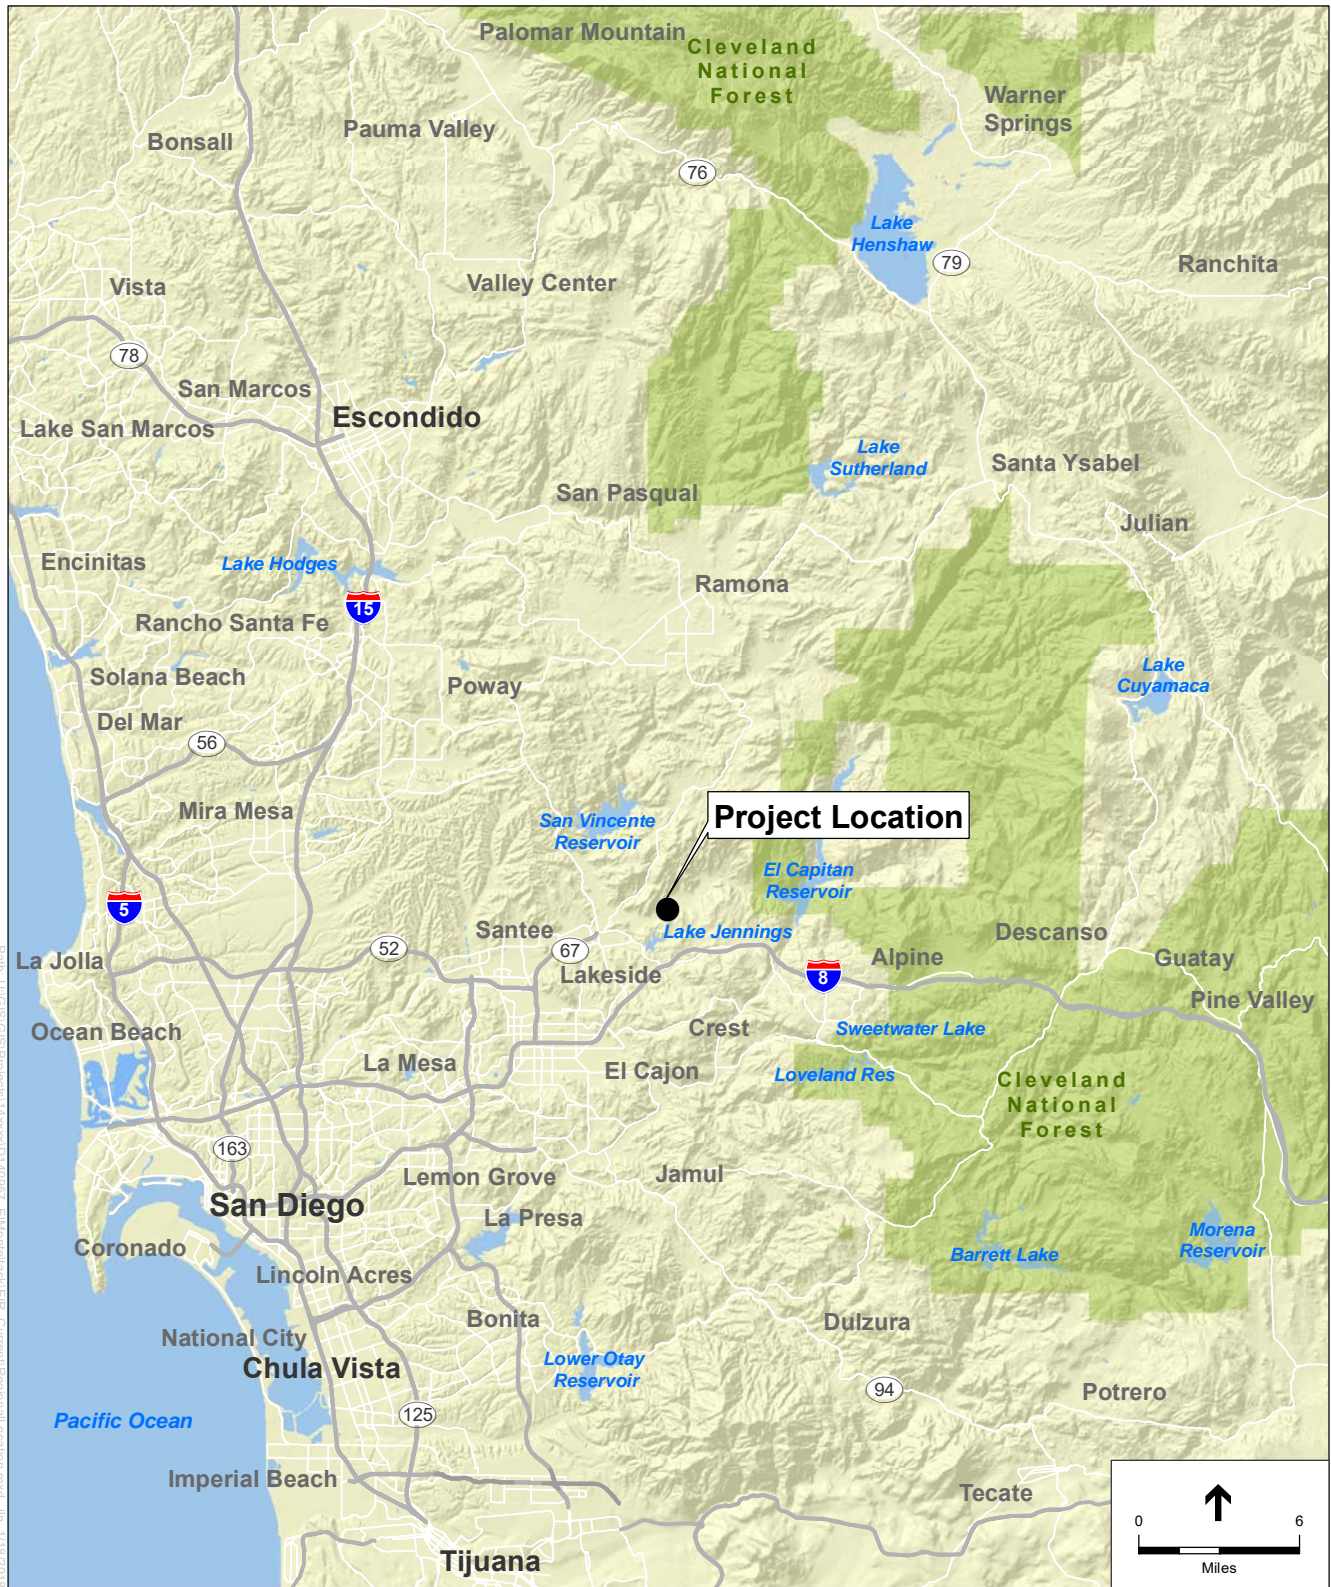 Palomar Mountain
Cleveland
National
Forest
Warner
Springs
Bonsall
Pauma Valley
76
Lake
Henshaw
79
Ranchita
Vista
Valley Center
78
San Marcos
Escondido
Lake San Marcos
Lake
Sutherland
Santa Ysabel
San Pasqual
Julian
Encinitas
Lake Hodges
Ramona
15
Rancho Santa Fe
Solana Beach
Poway
Lake
Cuyamaca
Del Mar
56
Mira Mesa
San Vincente
Reservoir
Project Location
El Capitan
Reservoir
5
Santee
Lake Jennings
Descanso
La Jolla
52
67
Lakeside
Alpine
Guatay
8
Pine Valley
Ocean Beach
Crest
Sweetwater Lake
La Mesa
El Cajon
Loveland Res
Cleveland
National
Forest
163
Lemon Grove
Jamul
San Diego
La Presa
Coronado
Morena
Reservoir
Barrett Lake
Lincoln Acres
Bonita
Dulzura
National City
Chula Vista
Lower Otay
Reservoir
94
Potrero
Pacific Ocean
125
Imperial Beach
Tecate
Tijuana
0 6
Miles